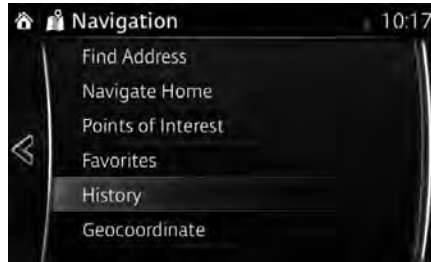 Navigation 10:17
Find Address
Navigate Home
Points of Interest
Favorites
History
Geocoordinate